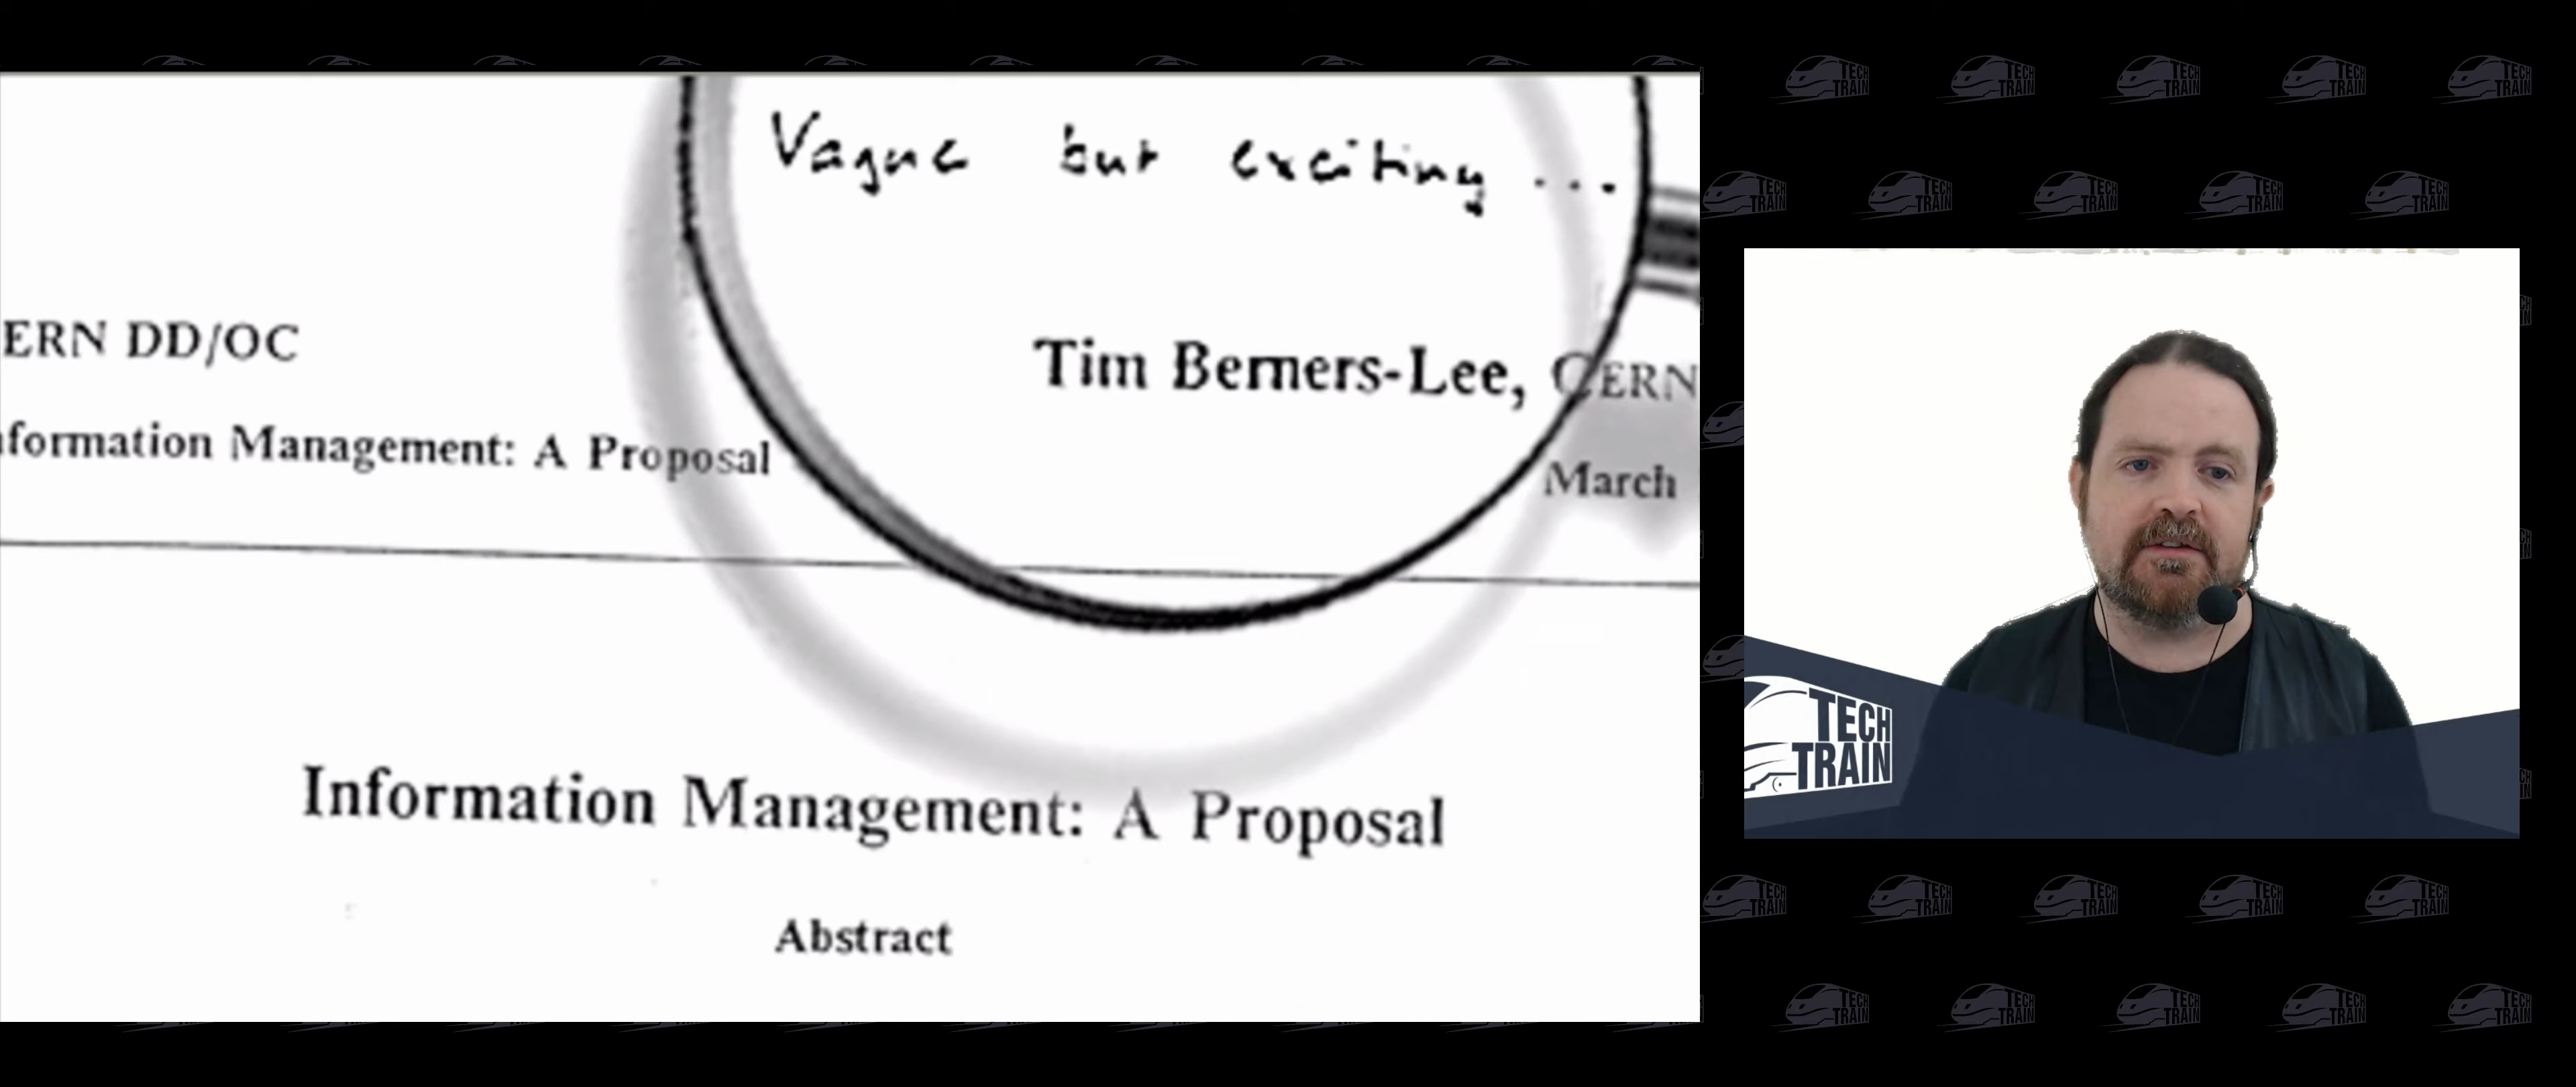 Vague but exciting ...
ERN DD/OC
Tim Berners-Lee, CERN
nformation Management: A Proposal
March
Information Management: A Proposal
Abstract
TECH
TRAIN